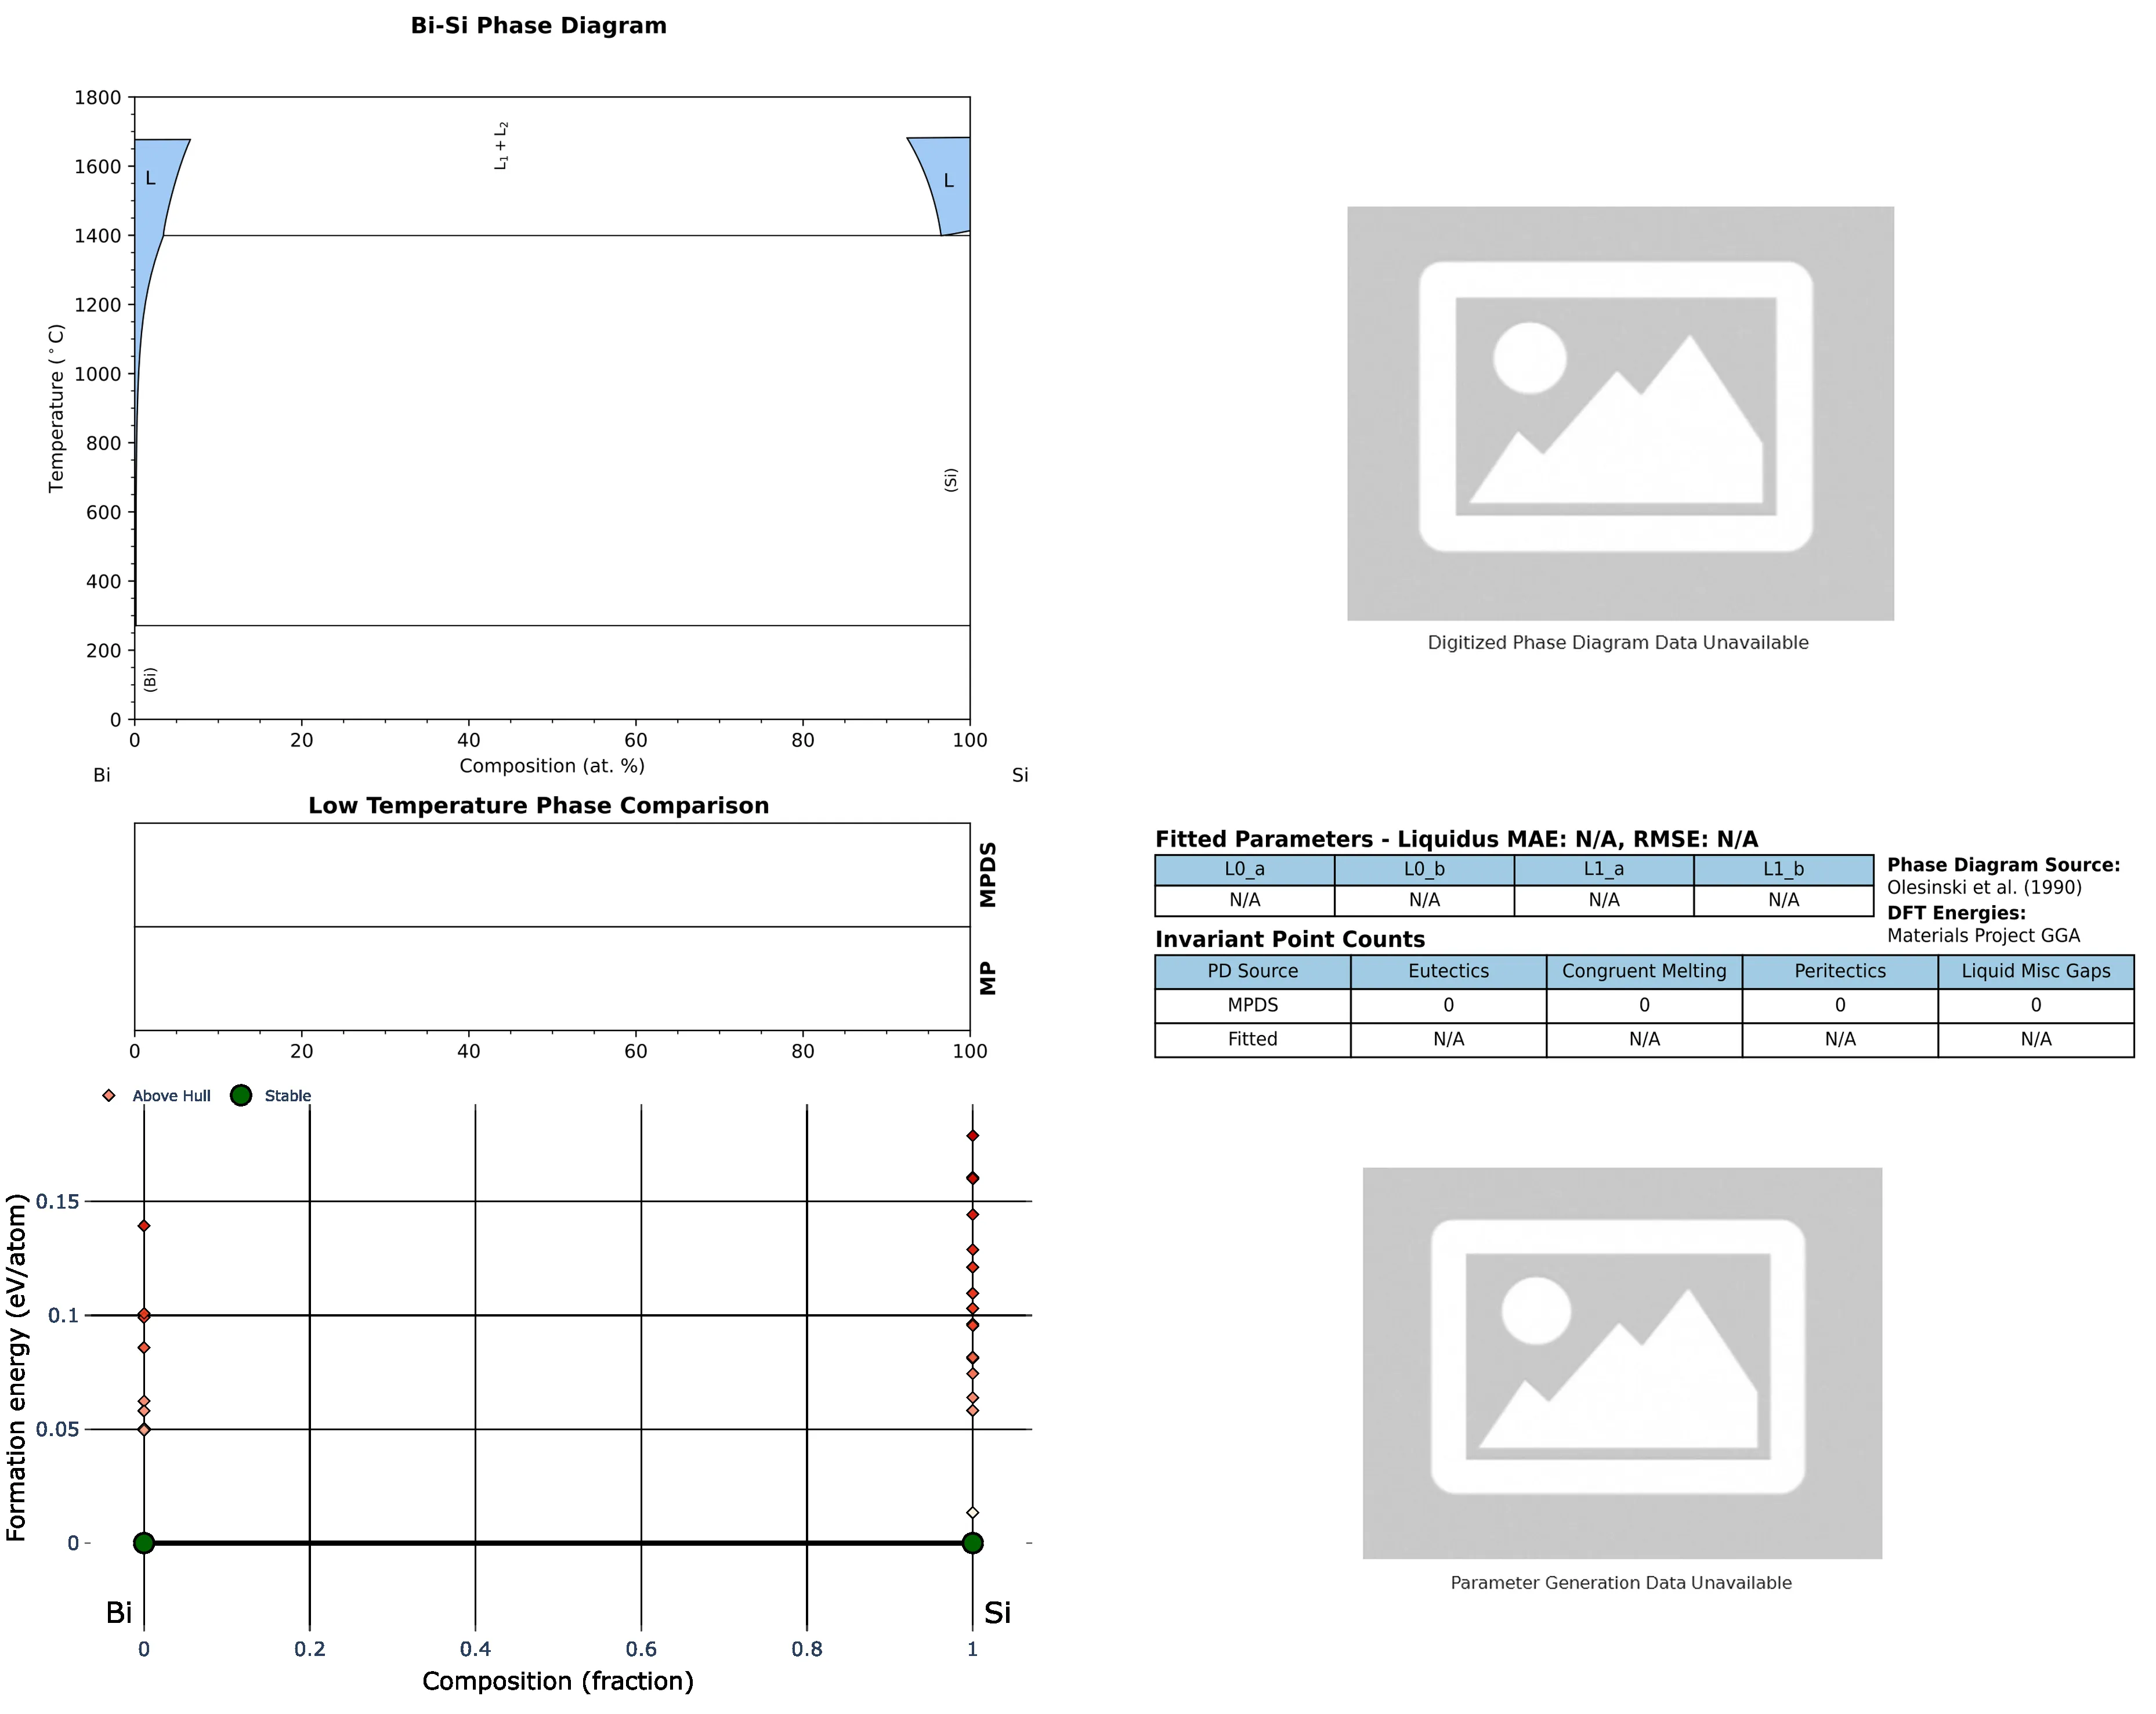 Bi-Si Phase Diagram
1800
1600
1400
1200
1000
800
600
400
200
0
Temperature (°C)
L
L₁ + L₂
L
(Si)
(Bi)
0 20 40 60 80 100
Composition (at. %)
Bi Si
Digitized Phase Diagram Data Unavailable
Low Temperature Phase Comparison
MPDS
MP
0 20 40 60 80 100
Fitted Parameters - Liquidus MAE: N/A, RMSE: N/A
L0_a L0_b L1_a L1_b
N/A N/A N/A N/A
Phase Diagram Source:
Olesinski et al. (1990)
DFT Energies:
Materials Project GGA
Invariant Point Counts
PD Source Eutectics Congruent Melting Peritectics Liquid Misc Gaps
MPDS 0 0 0 0
Fitted N/A N/A N/A N/A
Above Hull Stable
Formation energy (eV/atom)
0.15
0.1
0.05
0
Bi Si
0 0.2 0.4 0.6 0.8 1
Composition (fraction)
Parameter Generation Data Unavailable